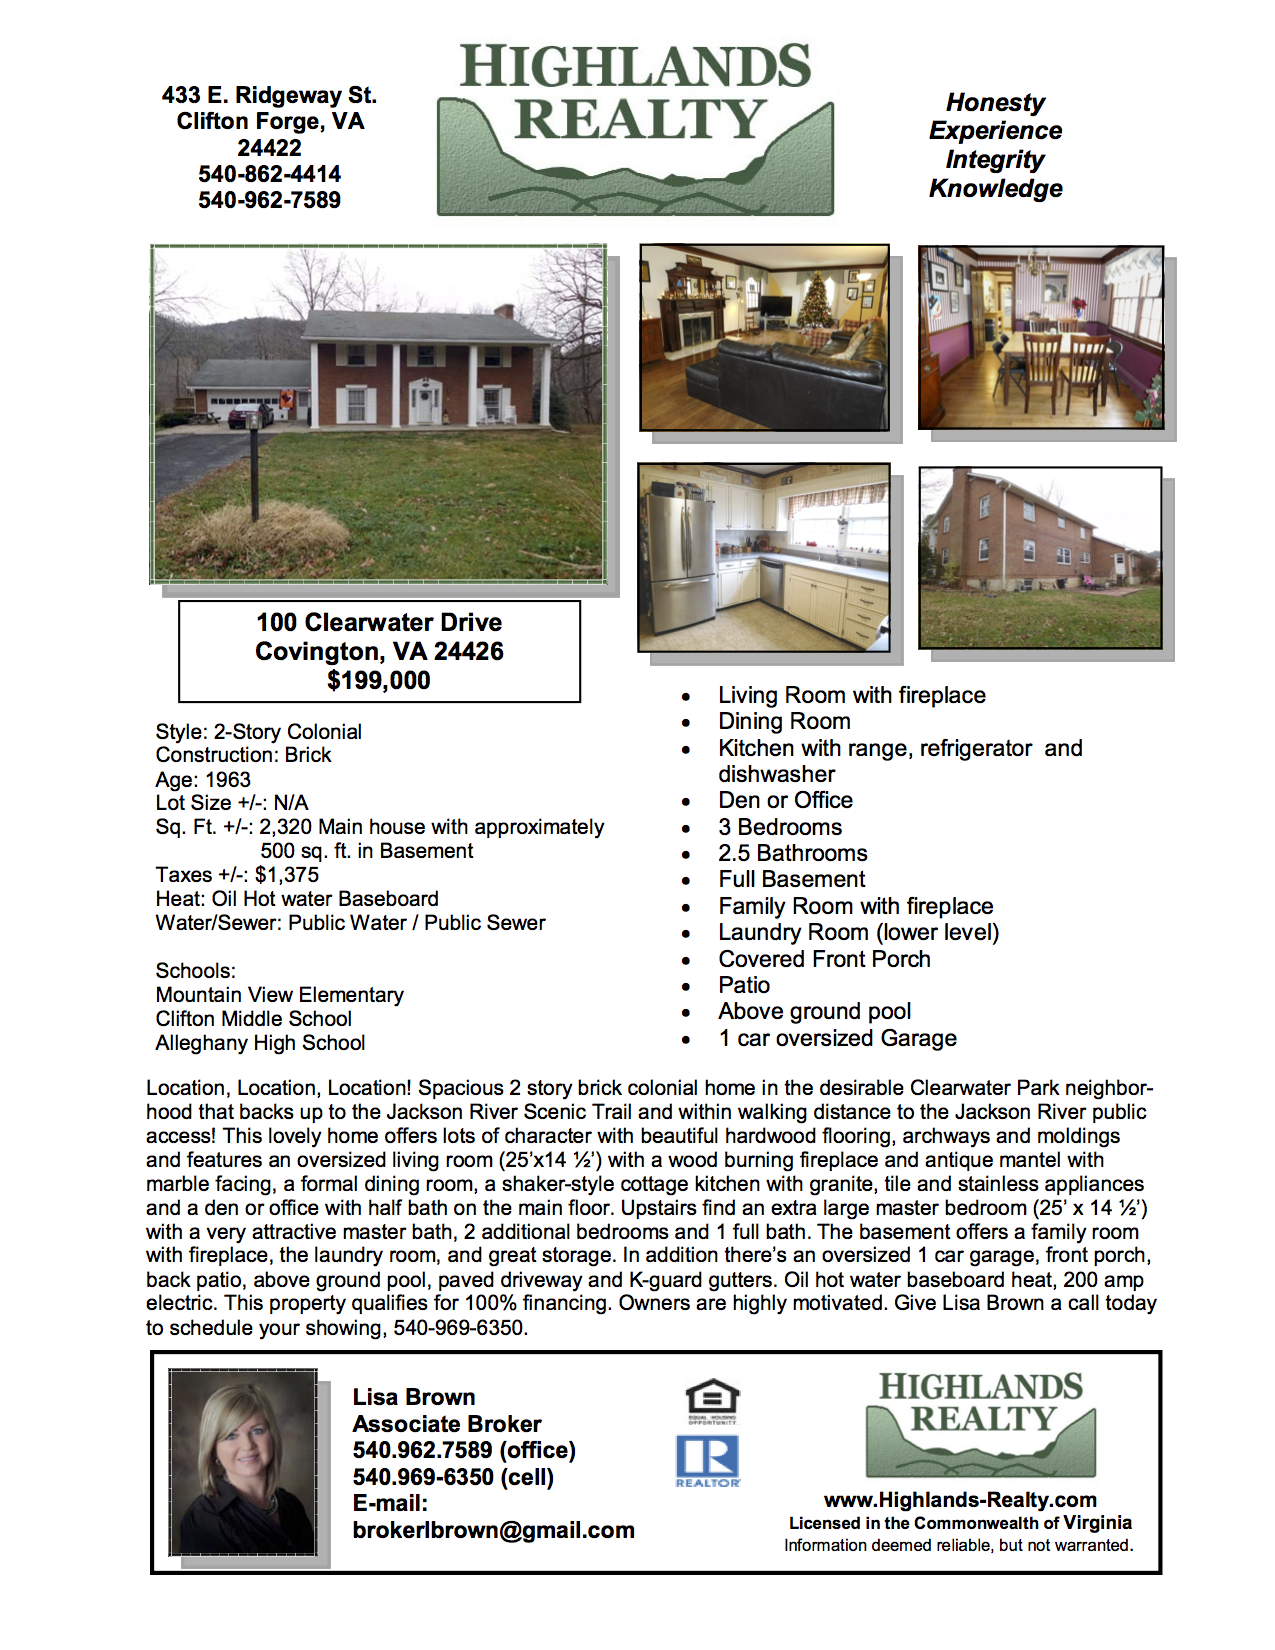 433 E. Ridgeway St.
Clifton Forge, VA
24422
540-862-4414
540-962-7589
HIGHLANDS
REALTY
Honesty
Experience
Integrity
Knowledge
100 Clearwater Drive
Covington, VA 24426
$199,000
Style: 2-Story Colonial
Construction: Brick
Age: 1963
Lot Size +/-: N/A
Sq. Ft. +/-: 2,320 Main house with approximately
500 sq. ft. in Basement
Taxes +/-: $1,375
Heat: Oil Hot water Baseboard
Water/Sewer: Public Water / Public Sewer
Schools:
Mountain View Elementary
Clifton Middle School
Alleghany High School
• Living Room with fireplace
• Dining Room
• Kitchen with range, refrigerator and
dishwasher
• Den or Office
• 3 Bedrooms
• 2.5 Bathrooms
• Full Basement
• Family Room with fireplace
• Laundry Room (lower level)
• Covered Front Porch
• Patio
• Above ground pool
• 1 car oversized Garage
Location, Location, Location! Spacious 2 story brick colonial home in the desirable Clearwater Park neighbor-
hood that backs up to the Jackson River Scenic Trail and within walking distance to the Jackson River public
access! This lovely home offers lots of character with beautiful hardwood flooring, archways and moldings
and features an oversized living room (25’x14 ½’) with a wood burning fireplace and antique mantel with
marble facing, a formal dining room, a shaker-style cottage kitchen with granite, tile and stainless appliances
and a den or office with half bath on the main floor. Upstairs find an extra large master bedroom (25’ x 14 ½’)
with a very attractive master bath, 2 additional bedrooms and 1 full bath. The basement offers a family room
with fireplace, the laundry room, and great storage. In addition there’s an oversized 1 car garage, front porch,
back patio, above ground pool, paved driveway and K-guard gutters. Oil hot water baseboard heat, 200 amp
electric. This property qualifies for 100% financing. Owners are highly motivated. Give Lisa Brown a call today
to schedule your showing, 540-969-6350.
Lisa Brown
Associate Broker
540.962.7589 (office)
540.969-6350 (cell)
E-mail:
brokerlbrown@gmail.com
EQUAL HOUSING
OPPORTUNITY
R
REALTOR®
HIGHLANDS
REALTY
www.Highlands-Realty.com
Licensed in the Commonwealth of Virginia
Information deemed reliable, but not warranted.